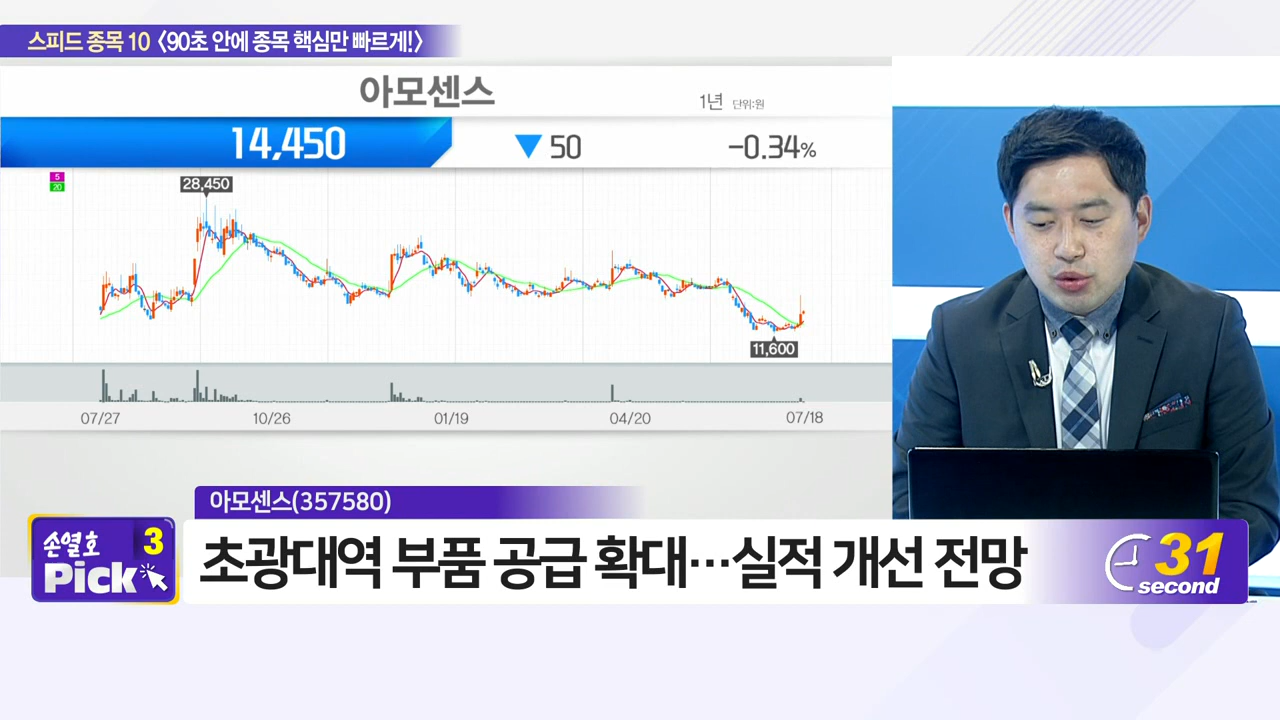 스피드 종목 10 〈90초 안에 종목 핵심만 빠르게!〉
아모센스
1년 단위:원
14,450 ▼50 -0.34%
5
20
28,450
11,600
07/27 10/26 01/19 04/20 07/18
아모센스(357580)
손열호 3
Pick
초광대역 부품 공급 확대…실적 개선 전망
31
second